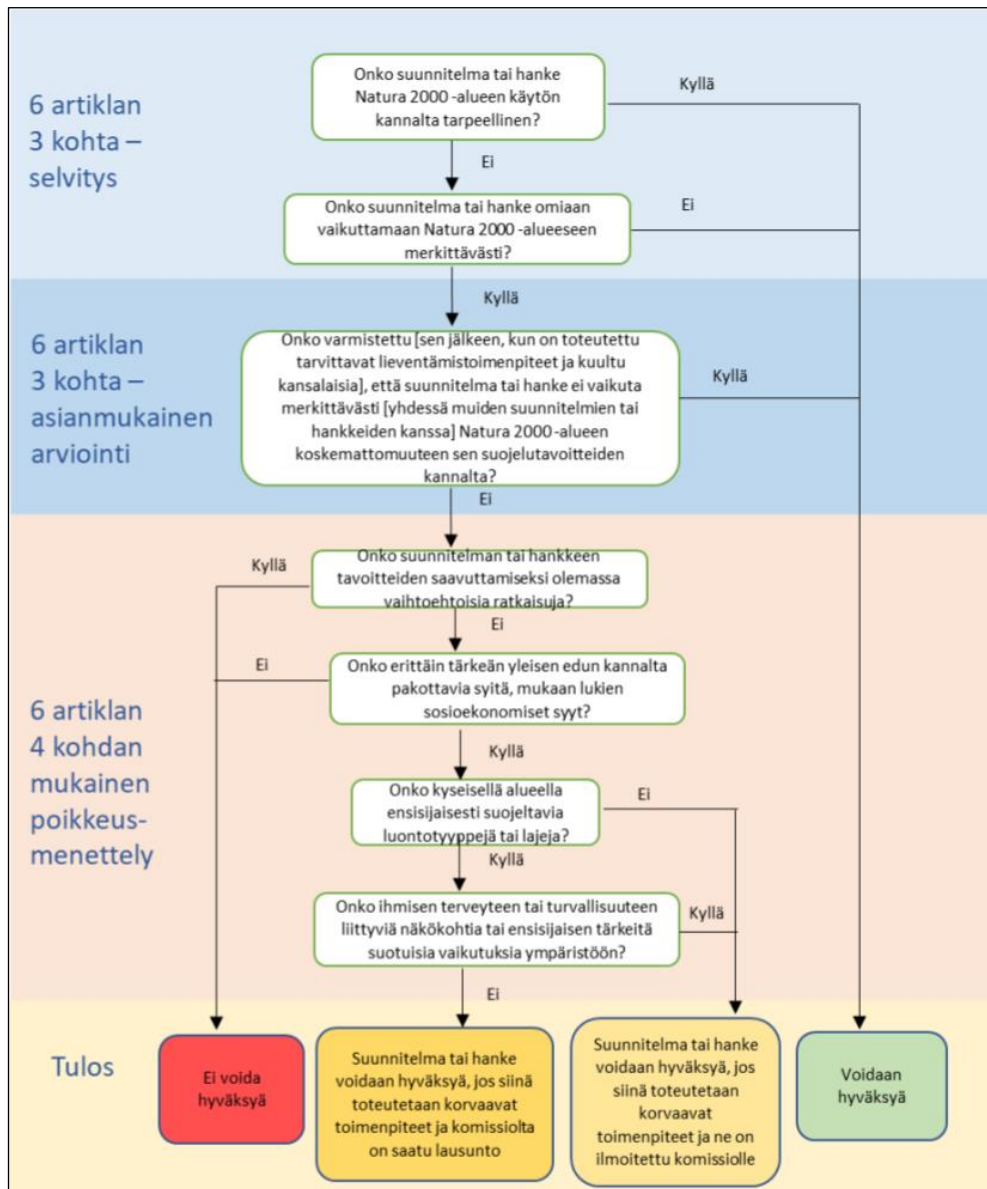 6 artiklan
3 kohta –
selvitys
Onko suunnitelma tai hanke
Natura 2000 -alueen käytön
kannalta tarpeellinen?
Kyllä
Ei
Onko suunnitelma tai hanke omiaan
vaikuttamaan Natura 2000 -alueeseen
merkittävästi?
Ei
Kyllä
6 artiklan
3 kohta –
asianmukainen
arviointi
Onko varmistettu [sen jälkeen, kun on toteutettu
tarvittavat lieventämistoimenpiteet ja kuultu
kansalaisia], että suunnitelma tai hanke ei vaikuta
merkittävästi [yhdessä muiden suunnitelmien tai
hankkeiden kanssa] Natura 2000 -alueen
koskemattomuuteen sen suojelutavoitteiden
kannalta?
Kyllä
Ei
6 artiklan
4 kohdan
mukainen
poikkeus-
menettely
Onko suunnitelman tai hankkeen
tavoitteiden saavuttamiseksi olemassa
vaihtoehtoisia ratkaisuja?
Kyllä
Ei
Onko erittäin tärkeän yleisen edun kannalta
pakottavia syitä, mukaan lukien
sosioekonomiset syyt?
Ei
Kyllä
Onko kyseisellä alueella
ensisijaisesti suojeltavia
luontotyyppejä tai lajeja?
Ei
Kyllä
Onko ihmisen terveyteen tai turvallisuuteen
liittyviä näkökohtia tai ensisijaisen tärkeitä
suotuisia vaikutuksia ympäristöön?
Kyllä
Ei
Tulos
Ei voida
hyväksyä
Suunnitelma tai hanke
voidaan hyväksyä, jos siinä
toteutetaan korvaavat
toimenpiteet ja komissiolta
on saatu lausunto
Suunnitelma tai hanke
voidaan hyväksyä, jos
siinä toteutetaan
korvaavat
toimenpiteet ja ne on
ilmoitettu komissiolle
Voidaan
hyväksyä